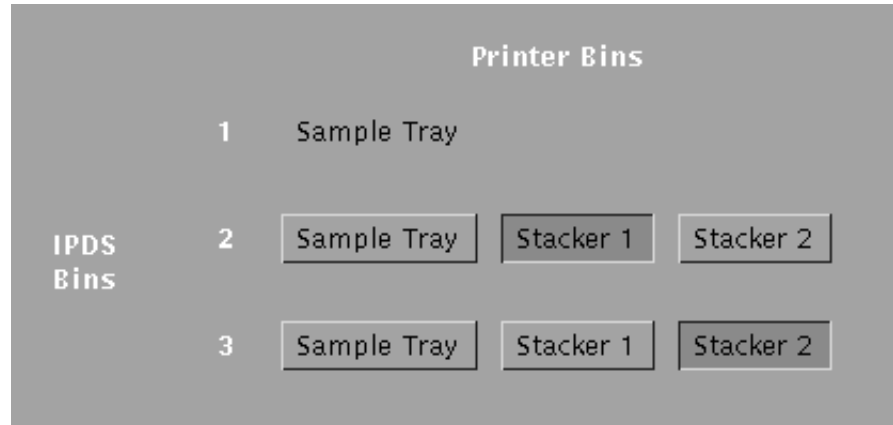 Printer Bins
1 Sample Tray
IPDS Bins
2 Sample Tray Stacker 1 Stacker 2
3 Sample Tray Stacker 1 Stacker 2